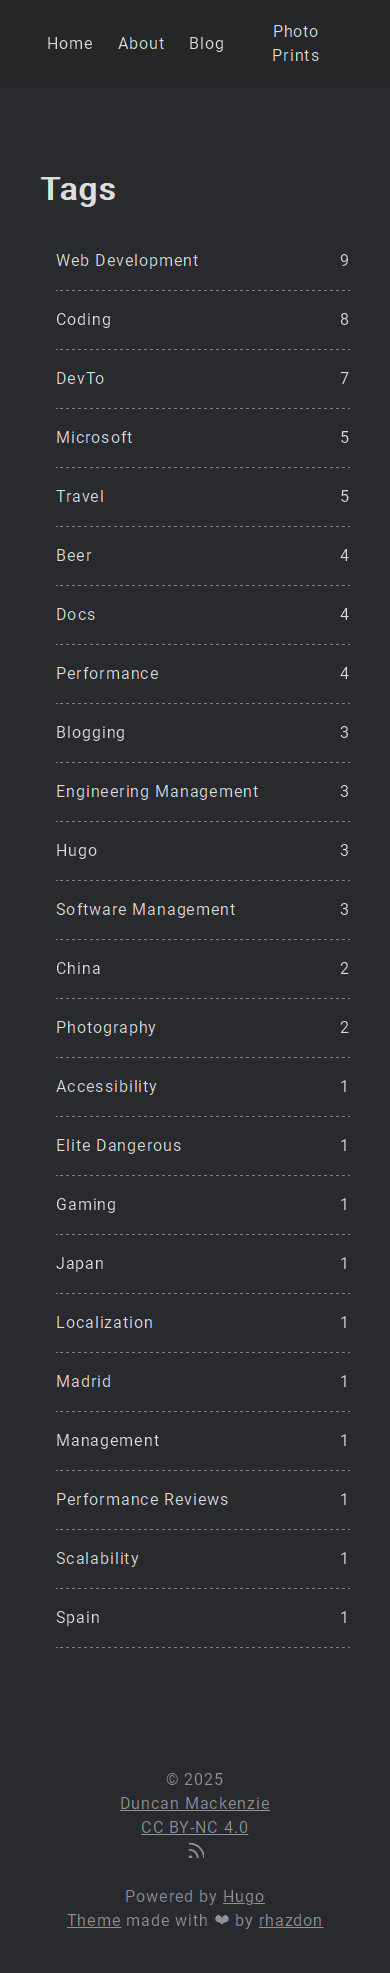 Home About Blog Photo
Prints
Tags
Web Development 9
Coding 8
DevTo 7
Microsoft 5
Travel 5
Beer 4
Docs 4
Performance 4
Blogging 3
Engineering Management 3
Hugo 3
Software Management 3
China 2
Photography 2
Accessibility 1
Elite Dangerous 1
Gaming 1
Japan 1
Localization 1
Madrid 1
Management 1
Performance Reviews 1
Scalability 1
Spain 1
© 2025
Duncan Mackenzie
CC BY-NC 4.0
Powered by Hugo
Theme made with ❤ by rhazdon